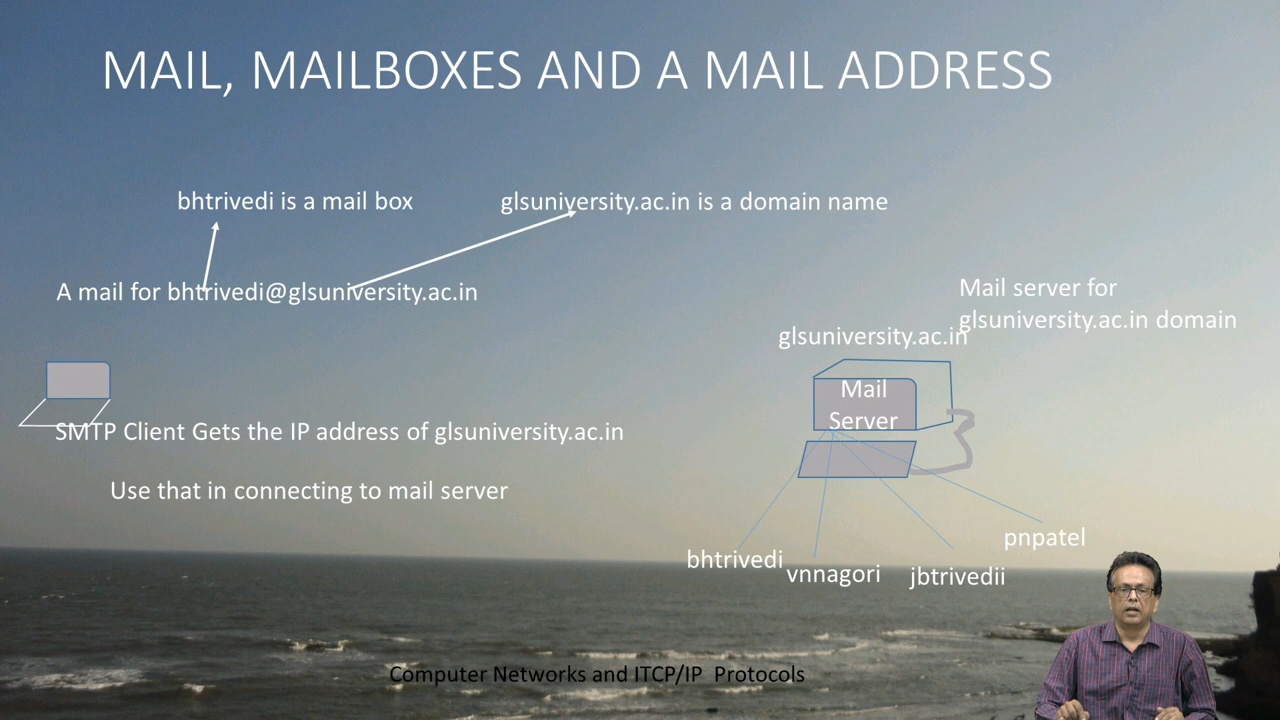 MAIL, MAILBOXES AND A MAIL ADDRESS
bhtrivedi is a mail box
glsuniversity.ac.in is a domain name
A mail for bhtrivedi@glsuniversity.ac.in
Mail server for
glsuniversity.ac.in domain
glsuniversity.ac.in
Mail
Server
SMTP Client Gets the IP address of glsuniversity.ac.in
Use that in connecting to mail server
pnpatel
bhtrivedi
vnnagori
jbtrivedii
Computer Networks and ITCP/IP Protocols